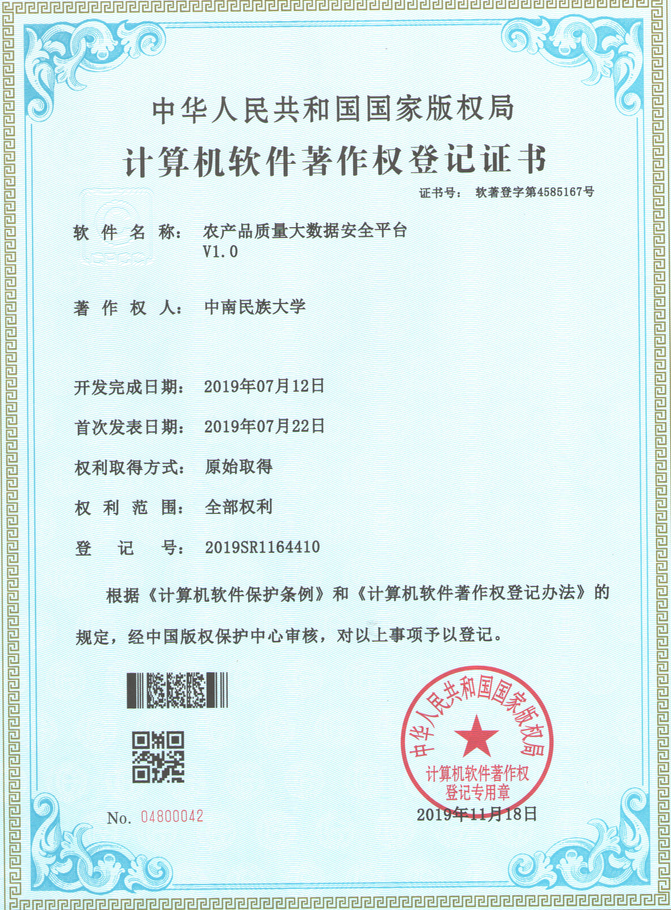 中华人民共和国国家版权局
计算机软件著作权登记证书
证书号： 软著登字第4585167号
CPCC
软件名称： 农产品质量大数据安全平台
V1.0
著作权人： 中南民族大学
开发完成日期： 2019年07月12日
首次发表日期： 2019年07月22日
权利取得方式： 原始取得
权利范围： 全部权利
登记号： 2019SR1164410
根据《计算机软件保护条例》和《计算机软件著作权登记办法》的
规定，经中国版权保护中心审核，对以上事项予以登记。
中华人民共和国国家版权局
计算机软件著作权
登记专用章
No. 04800042
2019年11月18日